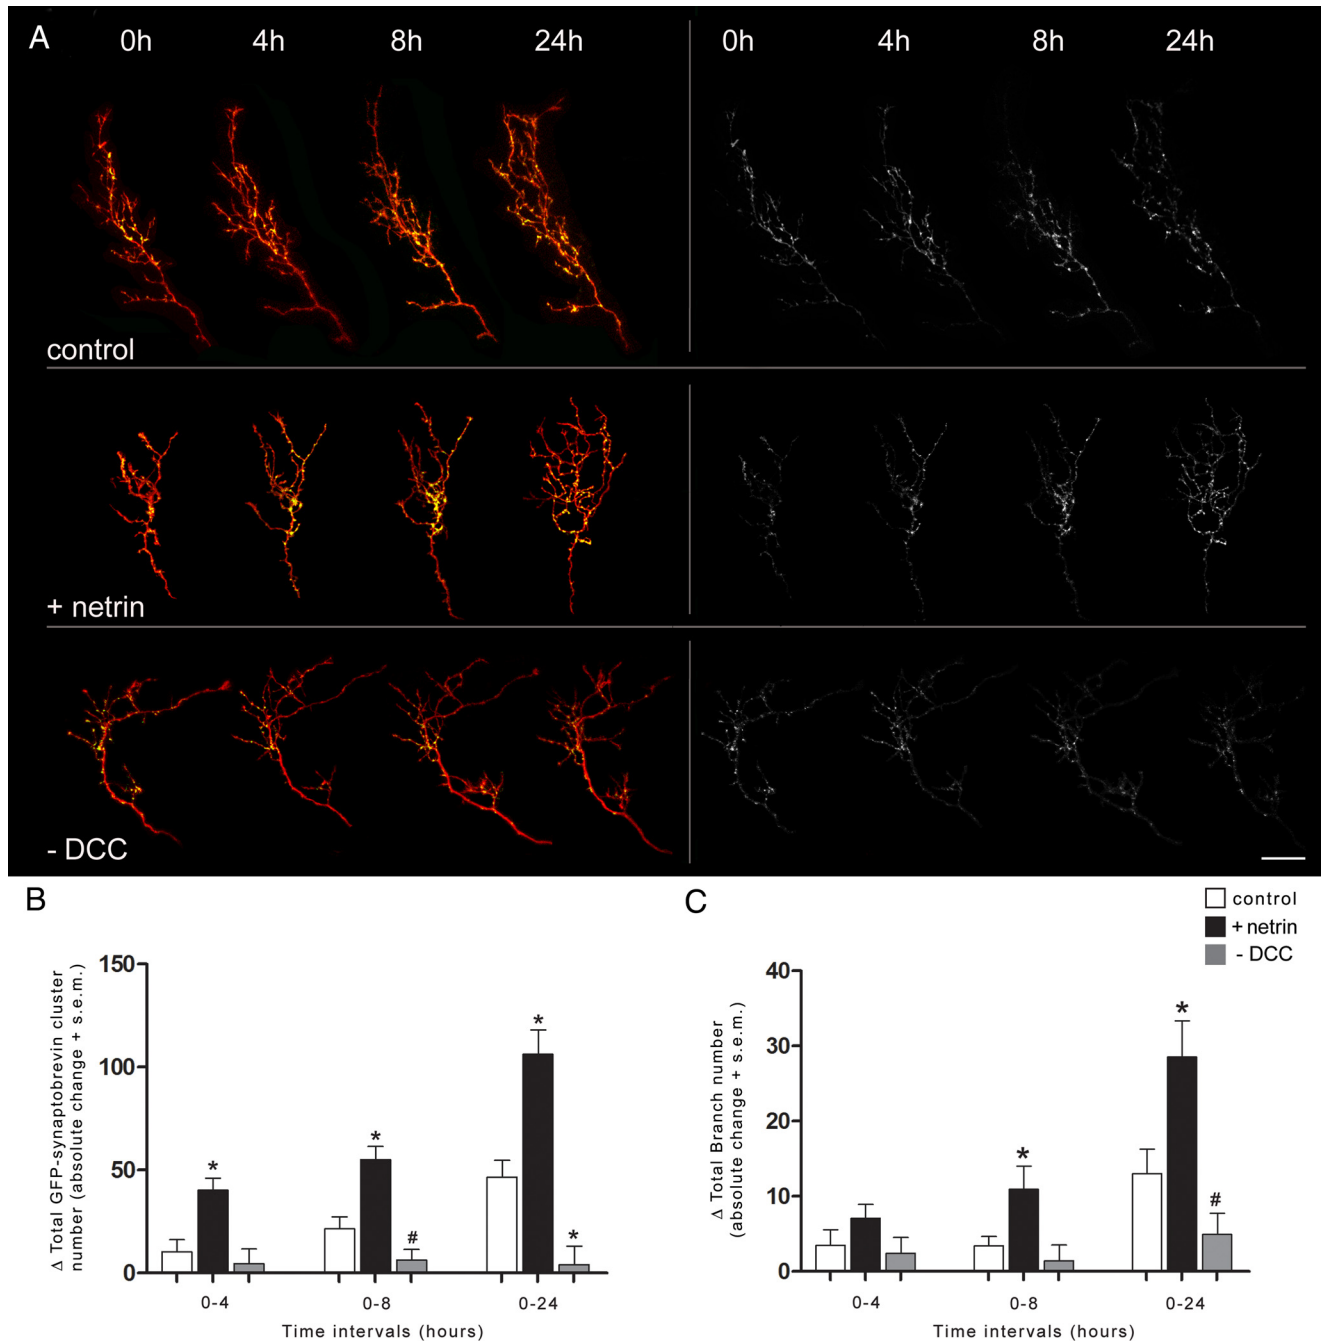 A
0h 4h 8h 24h 0h 4h 8h 24h
control
+ netrin
- DCC
B
Δ Total GFP-synaptobrevin cluster
number (absolute change + s.e.m.)
150
100
50
0
* * # * *
0-4 0-8 0-24
Time intervals (hours)
C
control
+ netrin
- DCC
Δ Total Branch number
(absolute change + s.e.m.)
40
30
20
10
0
* * #
0-4 0-8 0-24
Time intervals (hours)